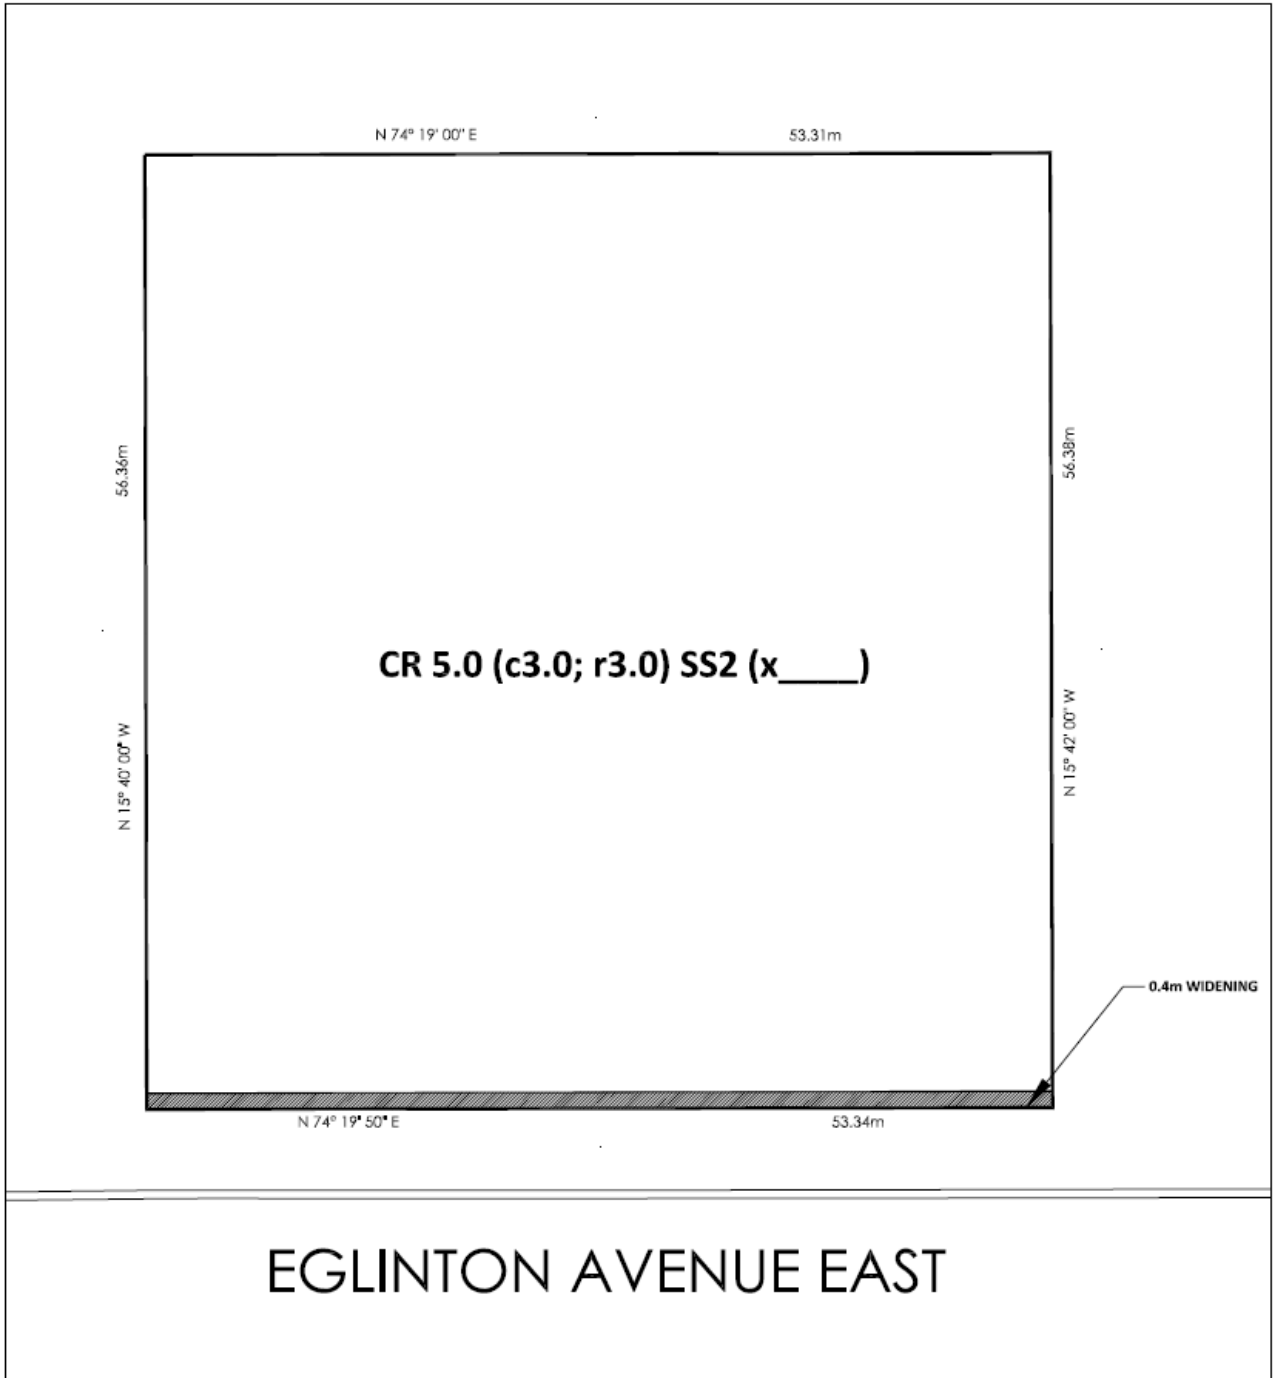 N 74° 19' 00" E 53.31m
56.36m
56.38m
CR 5.0 (c3.0; r3.0) SS2 (x____)
N 15° 40' 00" W
N 15° 42' 00" W
0.4m WIDENING
N 74° 19" 50" E 53.34m
EGLINTON AVENUE EAST